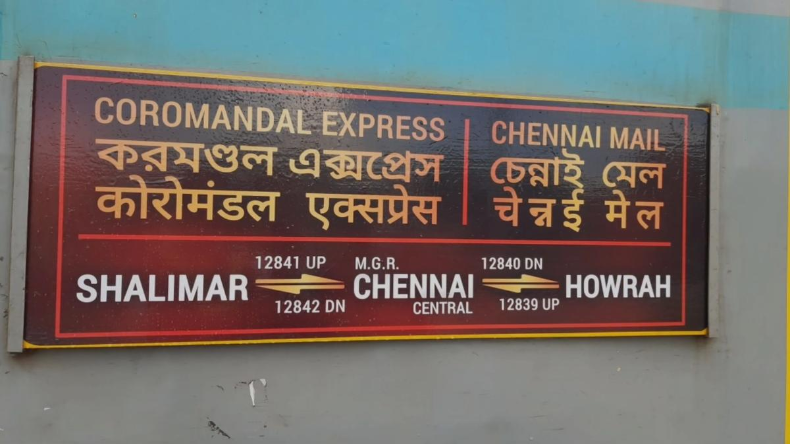 COROMANDAL EXPRESS
করমণ্ডল এক্সপ্রেস
कोरोमंडल एक्सप्रेस
CHENNAI MAIL
চেন্নাই মেল
चेन्नई मेल
12841 UP
12842 DN
12840 DN
12839 UP
SHALIMAR
M.G.R.
CHENNAI
CENTRAL
HOWRAH